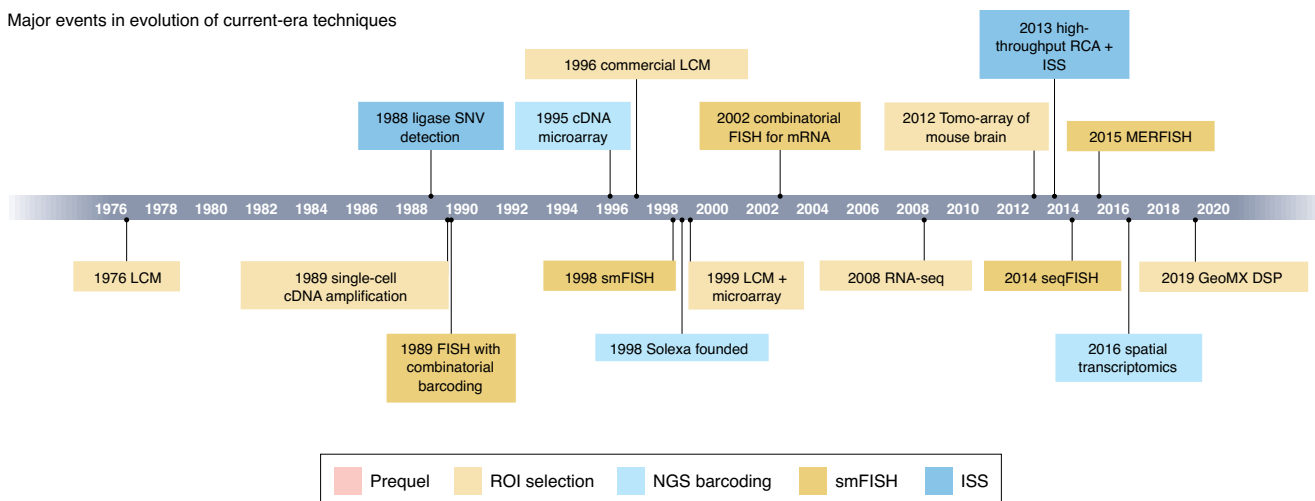 Major events in evolution of current-era techniques
2013 high-
throughput RCA +
ISS
1996 commercial LCM
1988 ligase SNV
detection
1995 cDNA
microarray
2002 combinatorial
FISH for mRNA
2012 Tomo-array of
mouse brain
2015 MERFISH
1976 1978 1980 1982 1984 1986 1988 1990 1992 1994 1996 1998 2000 2002 2004 2006 2008 2010 2012 2014 2016 2018 2020
1976 LCM
1989 single-cell
cDNA amplification
1998 smFISH
1999 LCM +
microarray
2008 RNA-seq
2014 seqFISH
2019 GeoMX DSP
1989 FISH with
combinatorial
barcoding
1998 Solexa founded
2016 spatial
transcriptomics
Prequel ROI selection NGS barcoding smFISH ISS